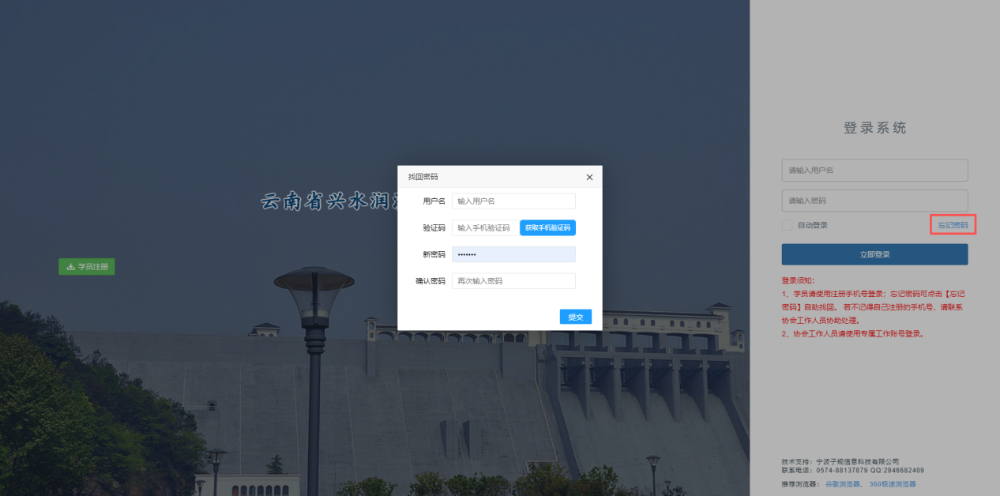 登录系统
请输入用户名
请输入密码
自动登录
忘记密码
立即登录
登录须知:
1、学员请使用注册手机号登录；忘记密码可点击【忘记
密码】自助找回。 若不记得自己注册的手机号，请联系
协会工作人员协助处理。
2、协会工作人员请使用专属工作账号登录。
技术支持：宁波子规信息科技有限公司
联系电话：0574-88137879 QQ:2946682409
推荐浏览器： 谷歌浏览器、 360极速浏览器
云南省兴水润
学员注册
找回密码
用户名 输入用户名
验证码 输入手机验证码 获取手机验证码
新密码 •••••••
确认密码 再次输入密码
提交